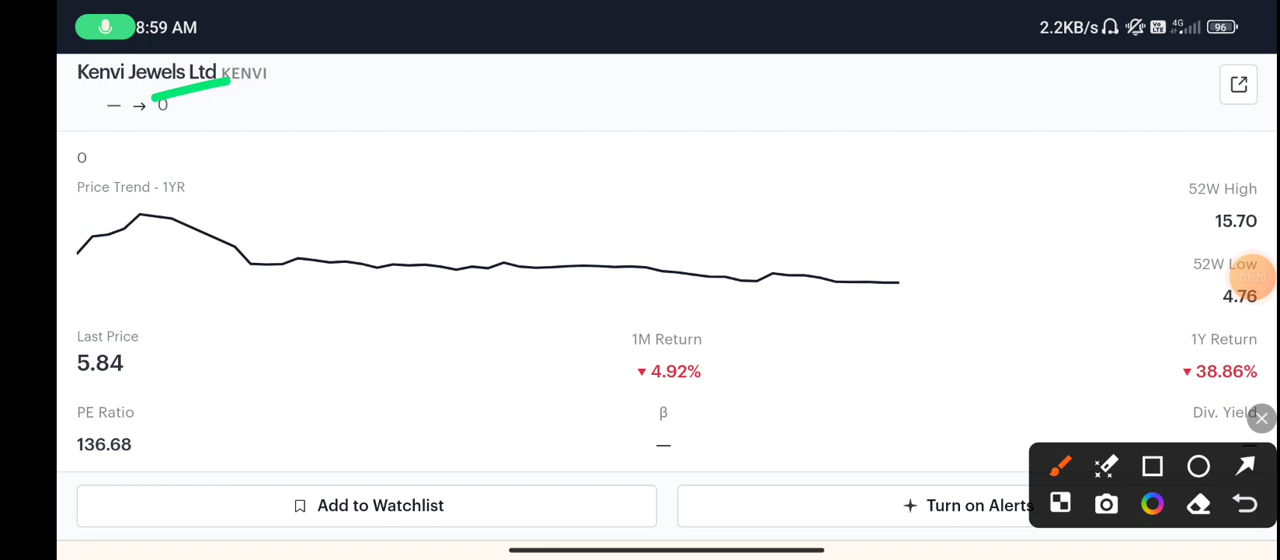 8:59 AM
2.2KB/s 4G 96
Kenvi Jewels Ltd KENVI
— → 0
0
Price Trend - 1YR
52W High
15.70
52W Low
4.76
Last Price
5.84
1M Return
▼ 4.92%
1Y Return
▼ 38.86%
PE Ratio
136.68
β
—
Div. Yield
Add to Watchlist
Turn on Alerts